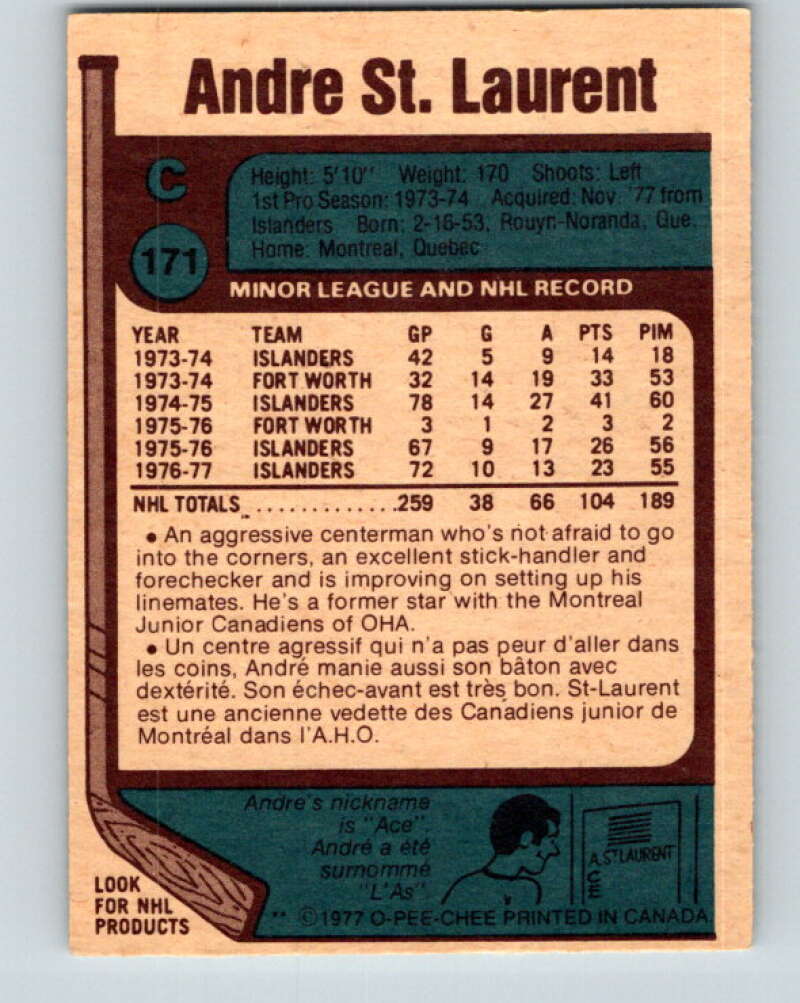 Andre St. Laurent
C
Height: 5'10" Weight: 170 Shoots: Left
1st Pro Season: 1973-74 Acquired: Nov. '77 from
Islanders Born: 2-16-53, Rouyn-Noranda, Que.
Home: Montreal, Quebec
171
MINOR LEAGUE AND NHL RECORD
YEAR TEAM GP G A PTS PIM
1973-74 ISLANDERS 42 5 9 14 18
1973-74 FORT WORTH 32 14 19 33 53
1974-75 ISLANDERS 78 14 27 41 60
1975-76 FORT WORTH 3 1 2 3 2
1975-76 ISLANDERS 67 9 17 26 56
1976-77 ISLANDERS 72 10 13 23 55
NHL TOTALS..............259 38 66 104 189
• An aggressive centerman who's not afraid to go
into the corners, an excellent stick-handler and
forechecker and is improving on setting up his
linemates. He's a former star with the Montreal
Junior Canadiens of OHA.
• Un centre agressif qui n'a pas peur d'aller dans
les coins, André manie aussi son bâton avec
dextérité. Son échec-avant est très bon. St-Laurent
est une ancienne vedette des Canadiens junior de
Montréal dans l'A.H.O.
Andre's nickname
is "Ace".
André a été
surnommé
"L'As".
A.ST.LAURENT
C
E
LOOK
FOR NHL
PRODUCTS
** ©1977 O-PEE-CHEE PRINTED IN CANADA